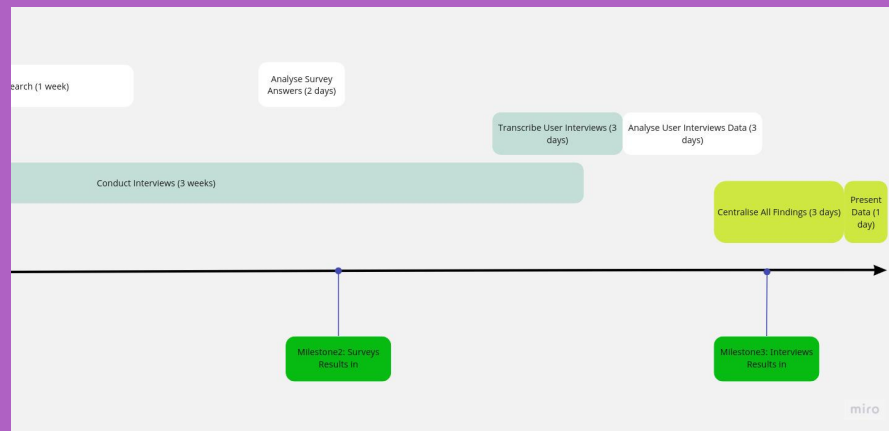 earch (1 week)
Analyse Survey
Answers (2 days)
Transcribe User Interviews (3
days)
Analyse User Interviews Data (3
days)
Conduct Interviews (3 weeks)
Centralise All Findings (3 days)
Present
Data (1
day)
Milestone2: Surveys
Results in
Milestone3: Interviews
Results in
miro